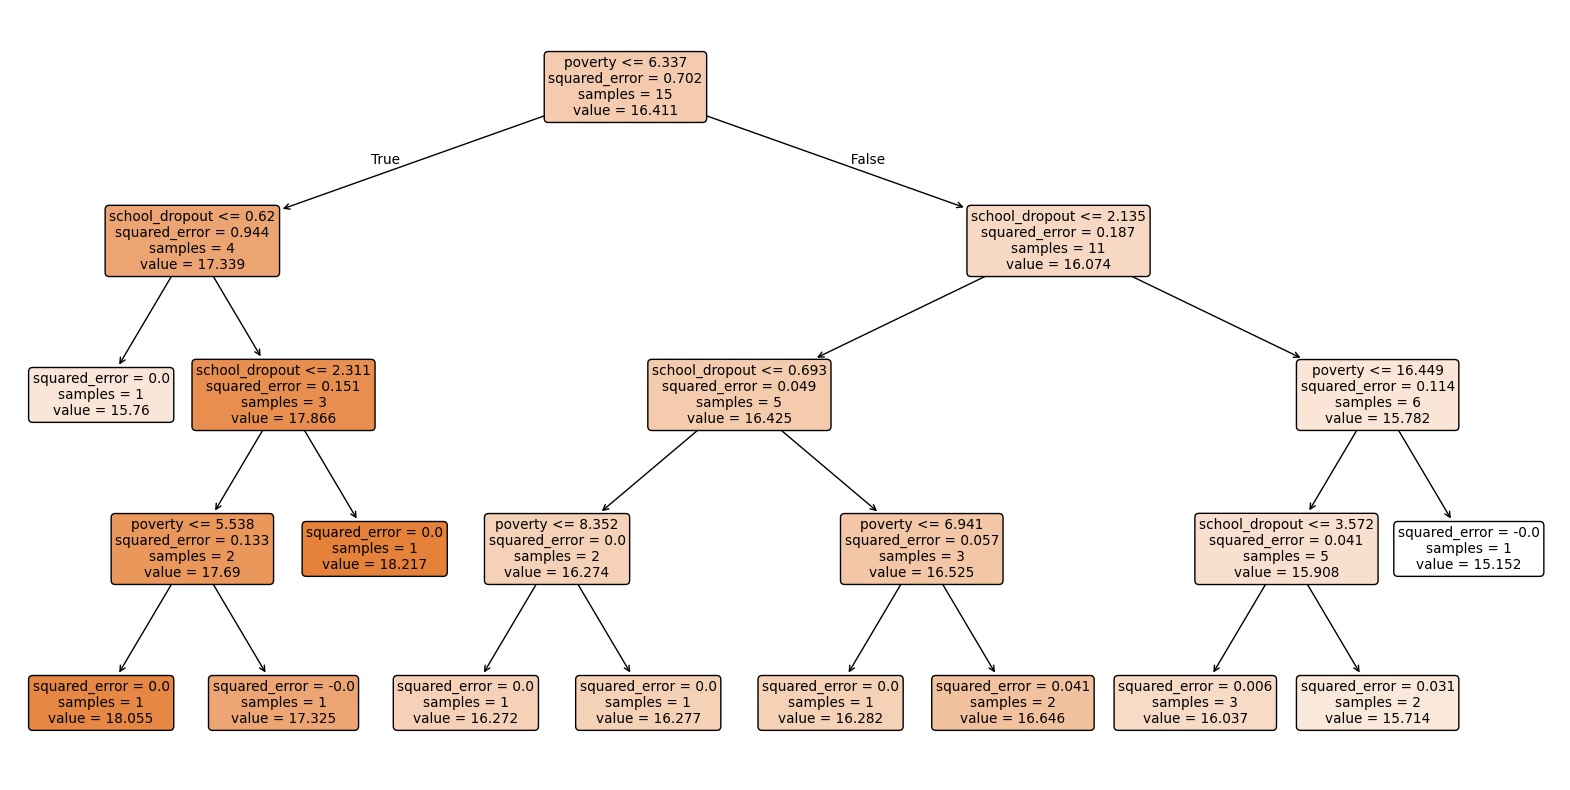 poverty <= 6.337
squared_error = 0.702
samples = 15
value = 16.411
True
False
school_dropout <= 0.62
squared_error = 0.944
samples = 4
value = 17.339
school_dropout <= 2.135
squared_error = 0.187
samples = 11
value = 16.074
squared_error = 0.0
samples = 1
value = 15.76
school_dropout <= 2.311
squared_error = 0.151
samples = 3
value = 17.866
school_dropout <= 0.693
squared_error = 0.049
samples = 5
value = 16.425
poverty <= 16.449
squared_error = 0.114
samples = 6
value = 15.782
poverty <= 5.538
squared_error = 0.133
samples = 2
value = 17.69
squared_error = 0.0
samples = 1
value = 18.217
poverty <= 8.352
squared_error = 0.0
samples = 2
value = 16.274
poverty <= 6.941
squared_error = 0.057
samples = 3
value = 16.525
school_dropout <= 3.572
squared_error = 0.041
samples = 5
value = 15.908
squared_error = -0.0
samples = 1
value = 15.152
squared_error = 0.0
samples = 1
value = 18.055
squared_error = -0.0
samples = 1
value = 17.325
squared_error = 0.0
samples = 1
value = 16.272
squared_error = 0.0
samples = 1
value = 16.277
squared_error = 0.0
samples = 1
value = 16.282
squared_error = 0.041
samples = 2
value = 16.646
squared_error = 0.006
samples = 3
value = 16.037
squared_error = 0.031
samples = 2
value = 15.714